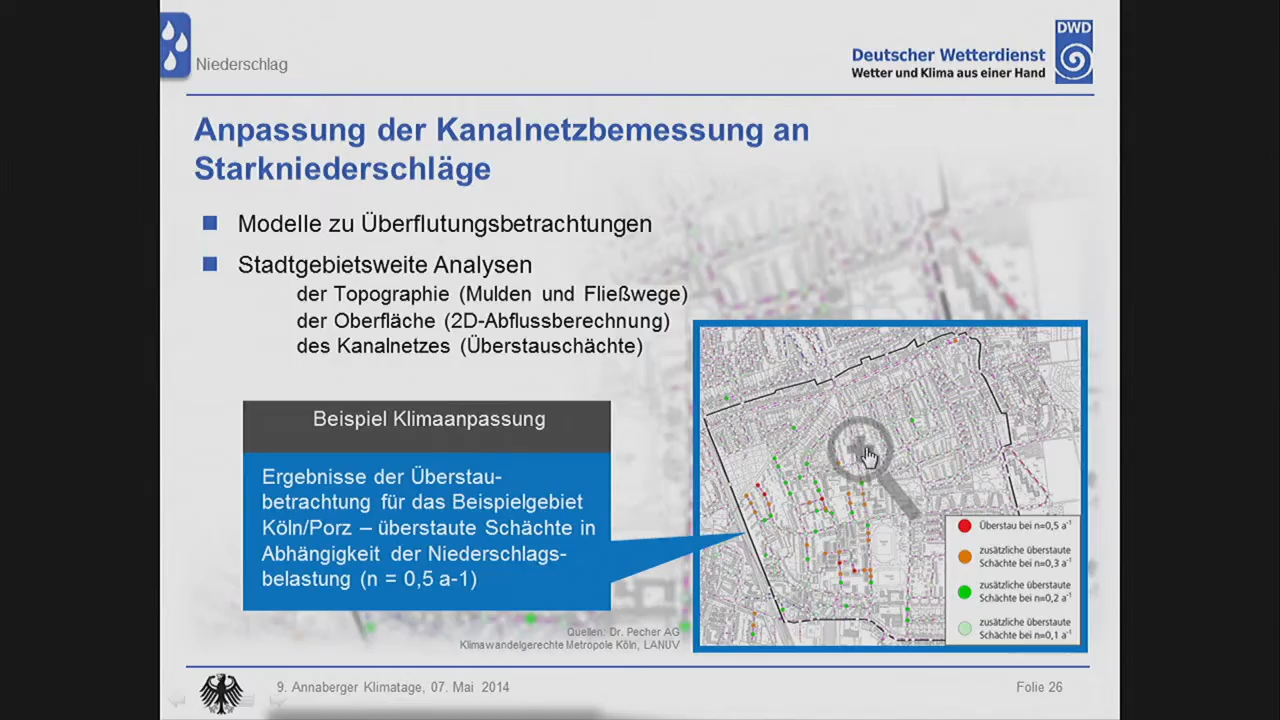 Niederschlag
DWD
Deutscher Wetterdienst
Wetter und Klima aus einer Hand
Anpassung der Kanalnetzbemessung an
Starkniederschläge
Modelle zu Überflutungsbetrachtungen
Stadtgebietsweite Analysen
der Topographie (Mulden und Fließwege)
der Oberfläche (2D-Abflussberechnung)
des Kanalnetzes (Überstauschächte)
Beispiel Klimaanpassung
Ergebnisse der Überstau-
betrachtung für das Beispielgebiet
Köln/Porz – überstaute Schächte in
Abhängigkeit der Niederschlags-
belastung (n = 0,5 a-1)
Überstau bei n=0,5 a⁻¹
zusätzliche überstaute
Schächte bei n=0,3 a⁻¹
zusätzliche überstaute
Schächte bei n=0,2 a⁻¹
zusätzliche überstaute
Schächte bei n=0,1 a⁻¹
Quellen: Dr. Pecher AG
Klimawandelgerechte Metropole Köln, LANUV
9. Annaberger Klimatage, 07. Mai 2014
Folie 26